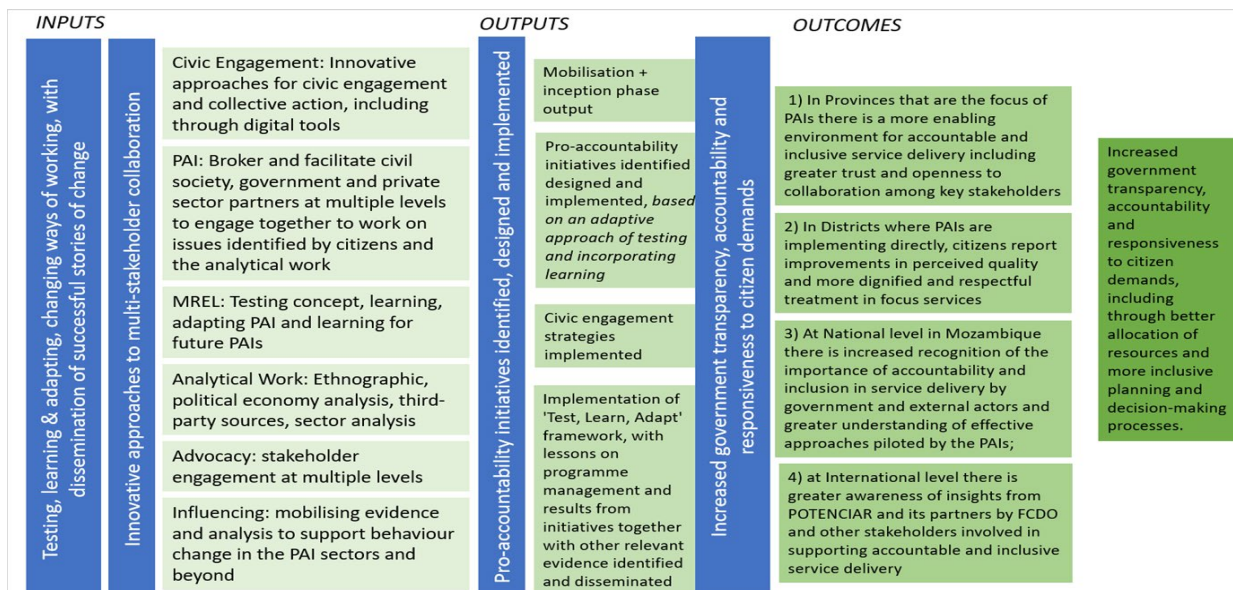 INPUTS
Testing, learning & adapting, changing ways of working, with
dissemination of successful stories of change
Innovative approaches to multi-stakeholder collaboration
Civic Engagement: Innovative
approaches for civic engagement
and collective action, including
through digital tools
PAI: Broker and facilitate civil
society, government and private
sector partners at multiple levels
to engage together to work on
issues identified by citizens and
the analytical work
MREL: Testing concept, learning,
adapting PAI and learning for
future PAIs
Analytical Work: Ethnographic,
political economy analysis, third-
party sources, sector analysis
Advocacy: stakeholder
engagement at multiple levels
Influencing: mobilising evidence
and analysis to support behaviour
change in the PAI sectors and
beyond
OUTPUTS
Pro-accountability initiatives identified, designed and implemented
Mobilisation +
inception phase
output
Pro-accountability
initiatives identified
designed and
implemented, based
on an adaptive
approach of testing
and incorporating
learning
Civic engagement
strategies
implemented
Implementation of
'Test, Learn, Adapt'
framework, with
lessons on
programme
management and
results from
initiatives together
with other relevant
evidence identified
and disseminated
OUTCOMES
Increased government transparency, accountability and
responsiveness to citizen demands
1) In Provinces that are the focus of
PAIs there is a more enabling
environment for accountable and
inclusive service delivery including
greater trust and openness to
collaboration among key stakeholders
2) In Districts where PAIs are
implementing directly, citizens report
improvements in perceived quality
and more dignified and respectful
treatment in focus services
3) At National level in Mozambique
there is increased recognition of the
importance of accountability and
inclusion in service delivery by
government and external actors and
greater understanding of effective
approaches piloted by the PAIs;
4) at International level there is
greater awareness of insights from
POTENCIAR and its partners by FCDO
and other stakeholders involved in
supporting accountable and inclusive
service delivery
Increased
government
transparency,
accountability
and
responsiveness
to citizen
demands,
including
through better
allocation of
resources and
more inclusive
planning and
decision-making
processes.